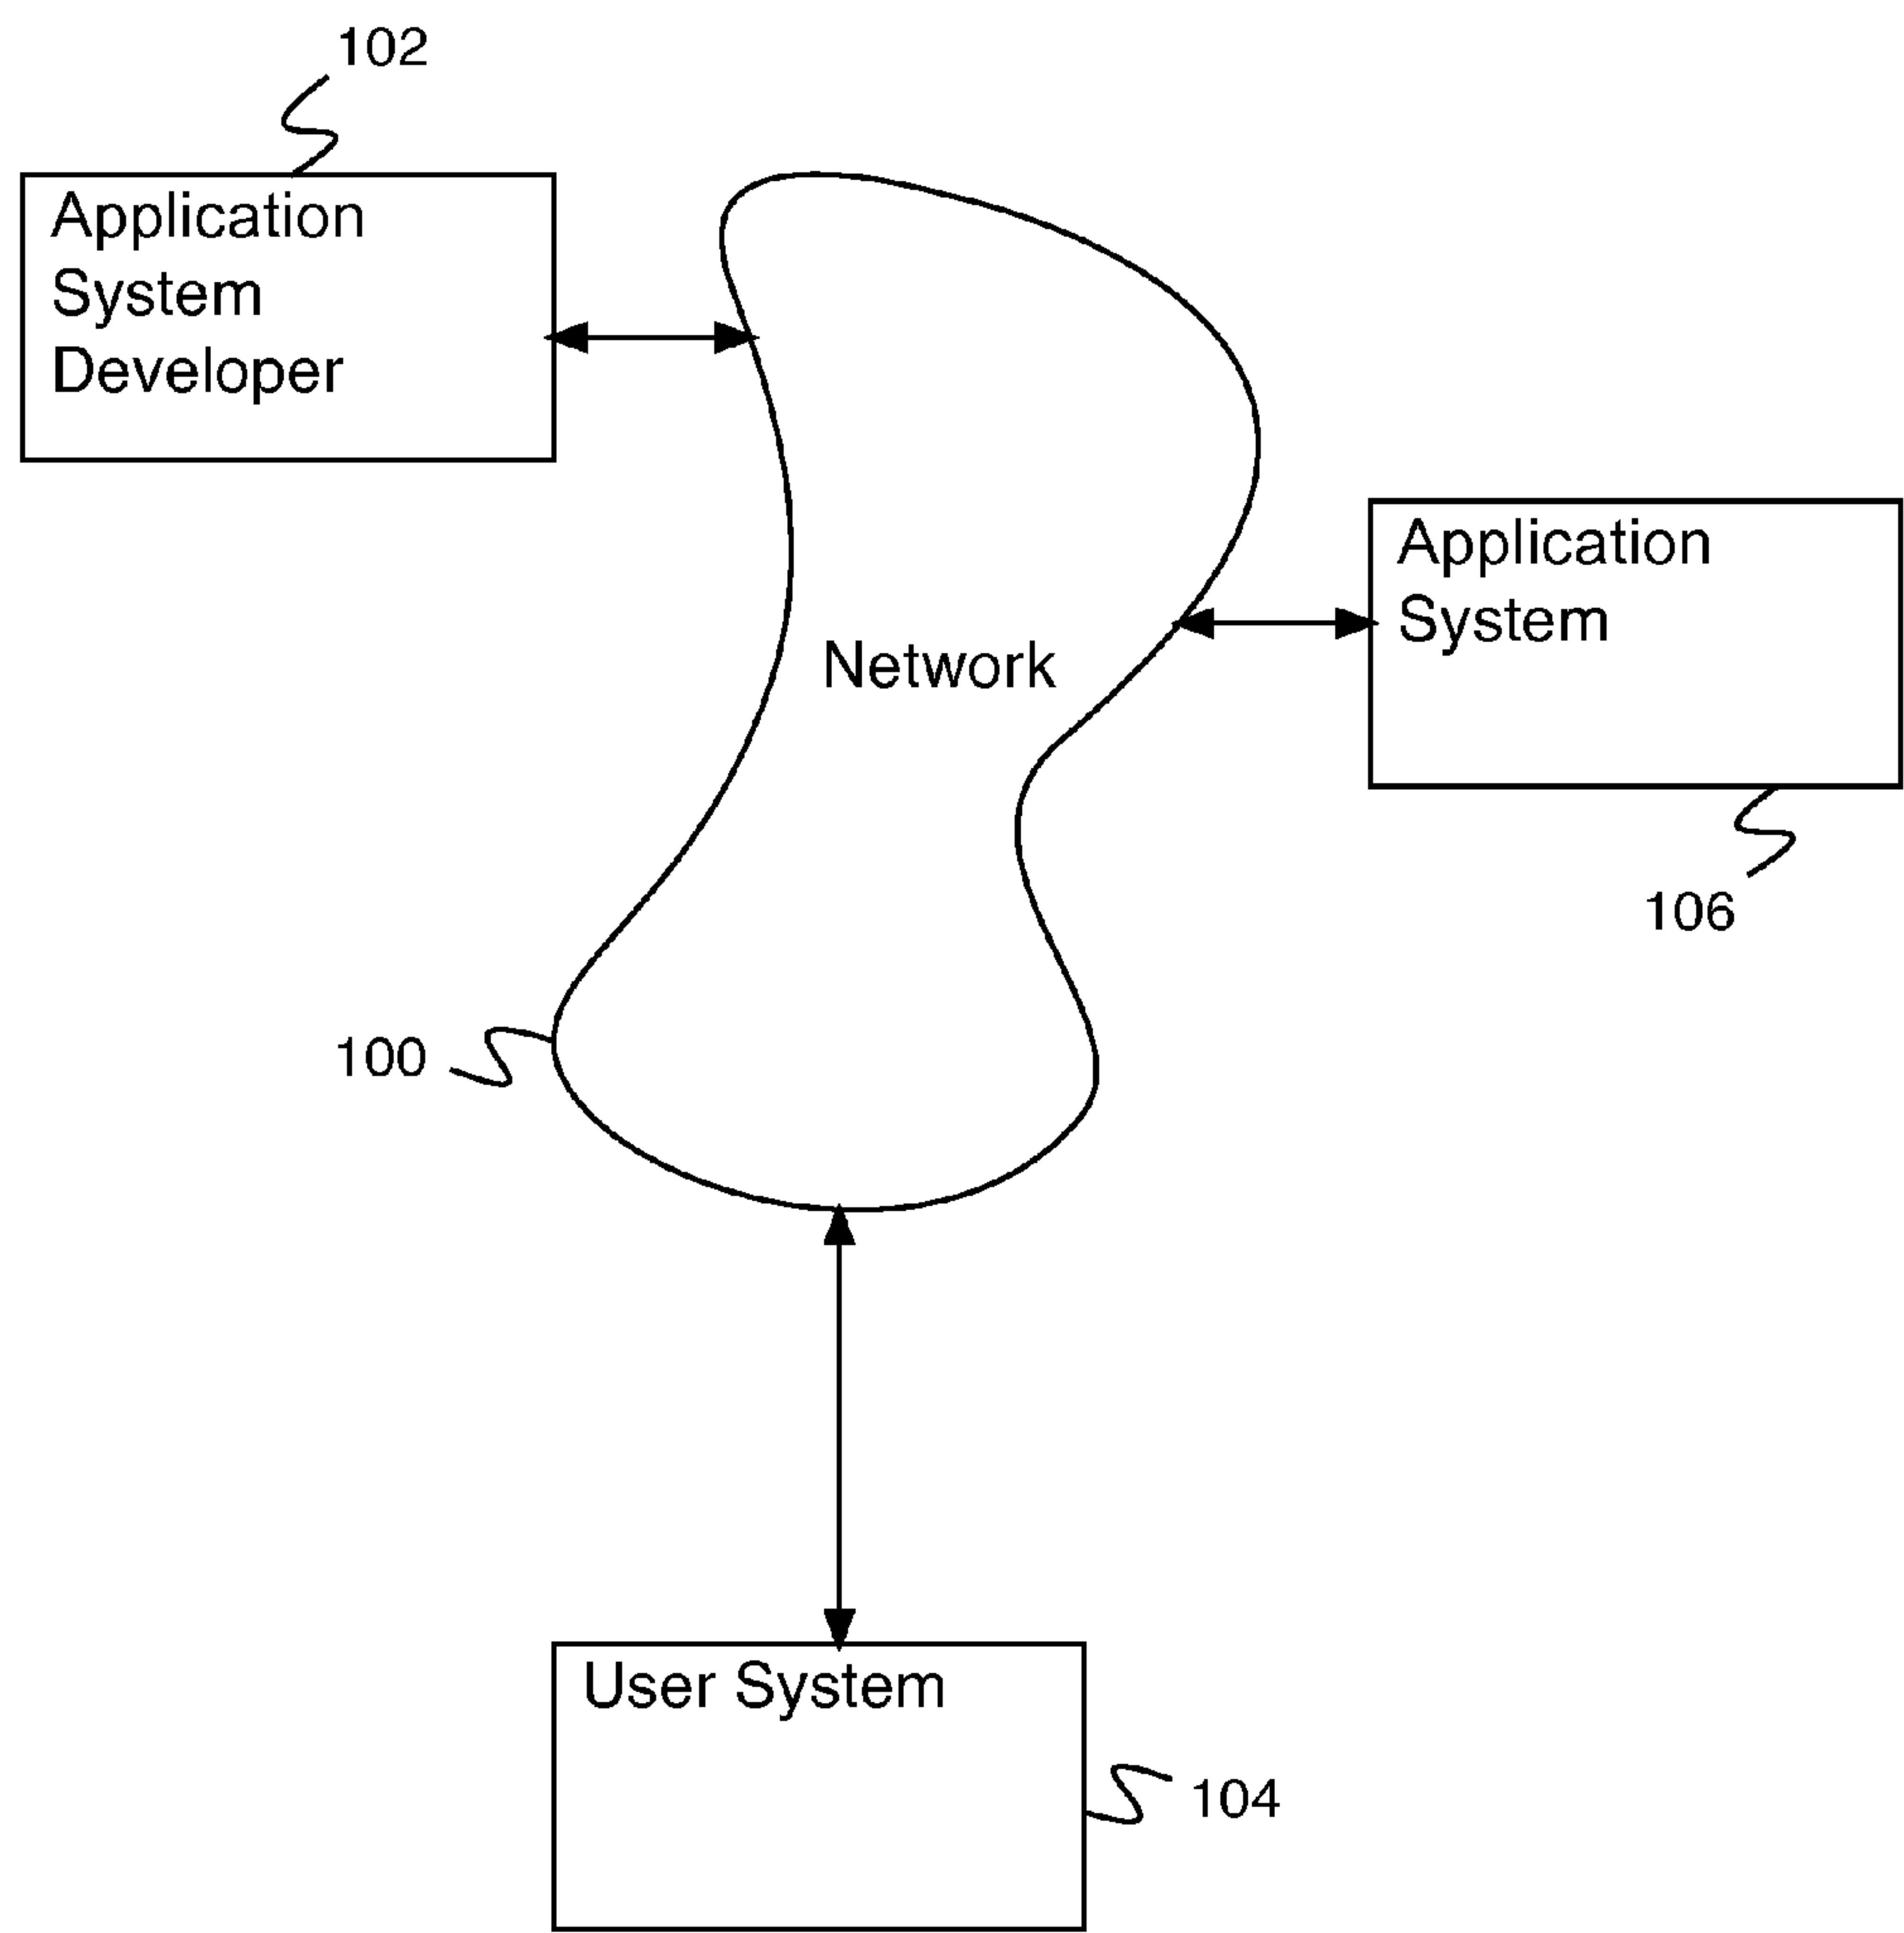 102
Application
System
Developer
Application
System
Network
106
100
User System
104